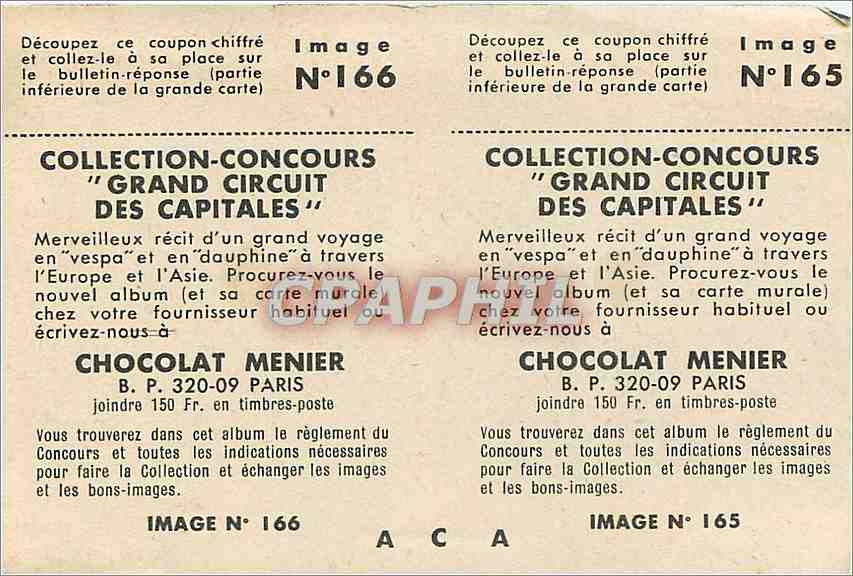 Découpez ce coupon chiffré
et collez-le à sa place sur
le bulletin-réponse (partie
inférieure de la grande carte)
Image
N° 166
COLLECTION-CONCOURS
"GRAND CIRCUIT
DES CAPITALES"
Merveilleux récit d'un grand voyage
en "vespa" et en "dauphine" à travers
l'Europe et l'Asie. Procurez-vous le
nouvel album (et sa carte murale)
chez votre fournisseur habituel ou
écrivez-nous à
CHOCOLAT MENIER
B. P. 320-09 PARIS
joindre 150 Fr. en timbres-poste
Vous trouverez dans cet album le règlement du
Concours et toutes les indications nécessaires
pour faire la Collection et échanger les images
et les bons-images.
IMAGE N° 166
Découpez ce coupon chiffré
et collez-le à sa place sur
le bulletin-réponse (partie
inférieure de la grande carte)
Image
N° 165
COLLECTION-CONCOURS
"GRAND CIRCUIT
DES CAPITALES"
Merveilleux récit d'un grand voyage
en "vespa" et en "dauphine" à travers
l'Europe et l'Asie. Procurez-vous le
nouvel album (et sa carte murale)
chez votre fournisseur habituel ou
écrivez-nous à
CHOCOLAT MENIER
B. P. 320-09 PARIS
joindre 150 Fr. en timbres-poste
Vous trouverez dans cet album le règlement du
Concours et toutes les indications nécessaires
pour faire la Collection et échanger les images
et les bons-images.
IMAGE N° 165
A C A
CPAPHIL